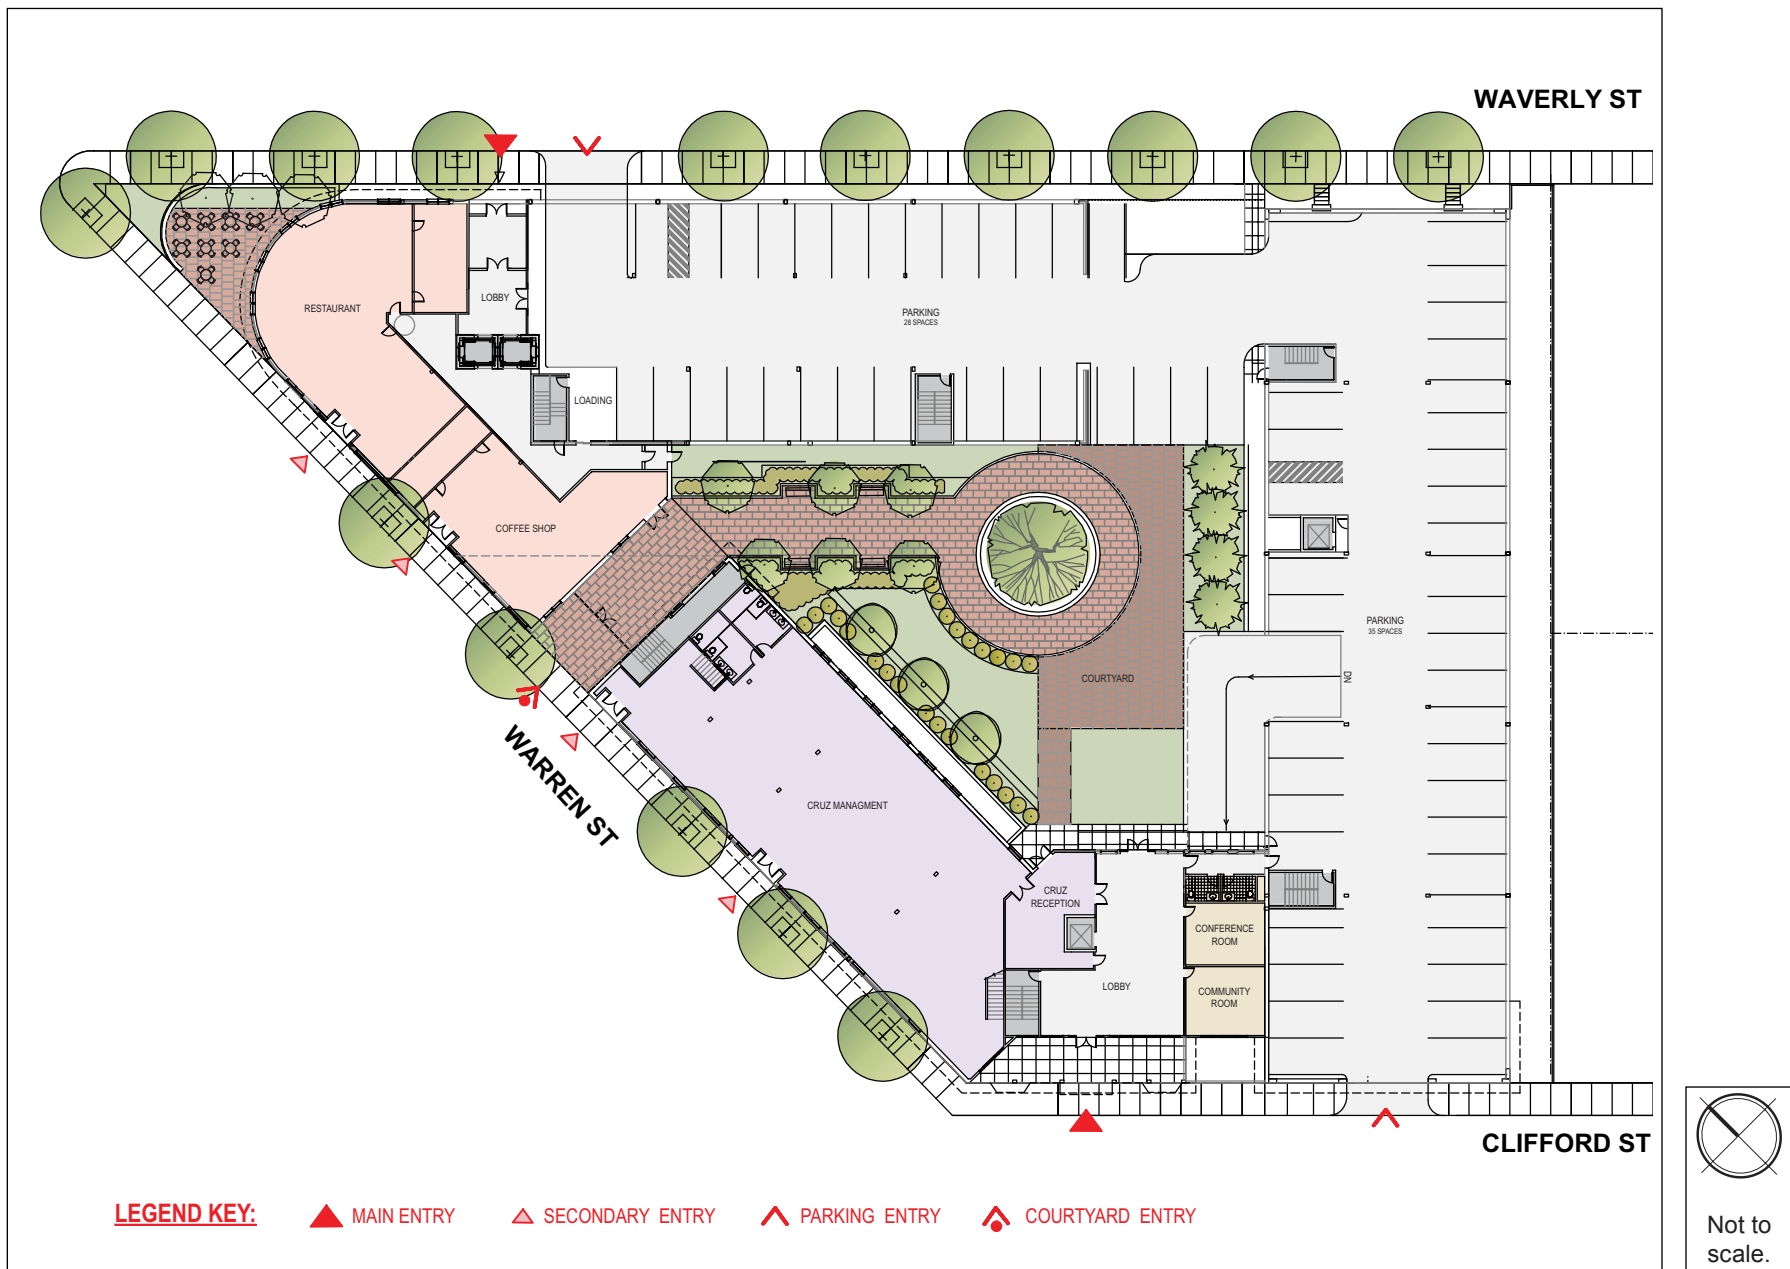 WAVERLY ST
RESTAURANT
LOBBY
PARKING
28 SPACES
LOADING
COFFEE SHOP
PARKING
35 SPACES
COURTYARD
DN
WARREN ST
CRUZ MANAGMENT
CRUZ
RECEPTION
CONFERENCE
ROOM
LOBBY
COMMUNITY
ROOM
CLIFFORD ST
LEGEND KEY:
MAIN ENTRY
SECONDARY ENTRY
PARKING ENTRY
COURTYARD ENTRY
Not to
scale.